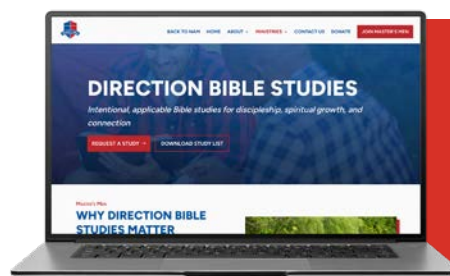 BACK TO NAM HOME ABOUT MINISTRIES CONTACT US DONATE JOIN MASTER'S MEN
DIRECTION BIBLE STUDIES
Intentional, applicable Bible studies for discipleship, spiritual growth, and
connection
REQUEST A STUDY → DOWNLOAD STUDY LIST
Master's Men
WHY DIRECTION BIBLE
STUDIES MATTER